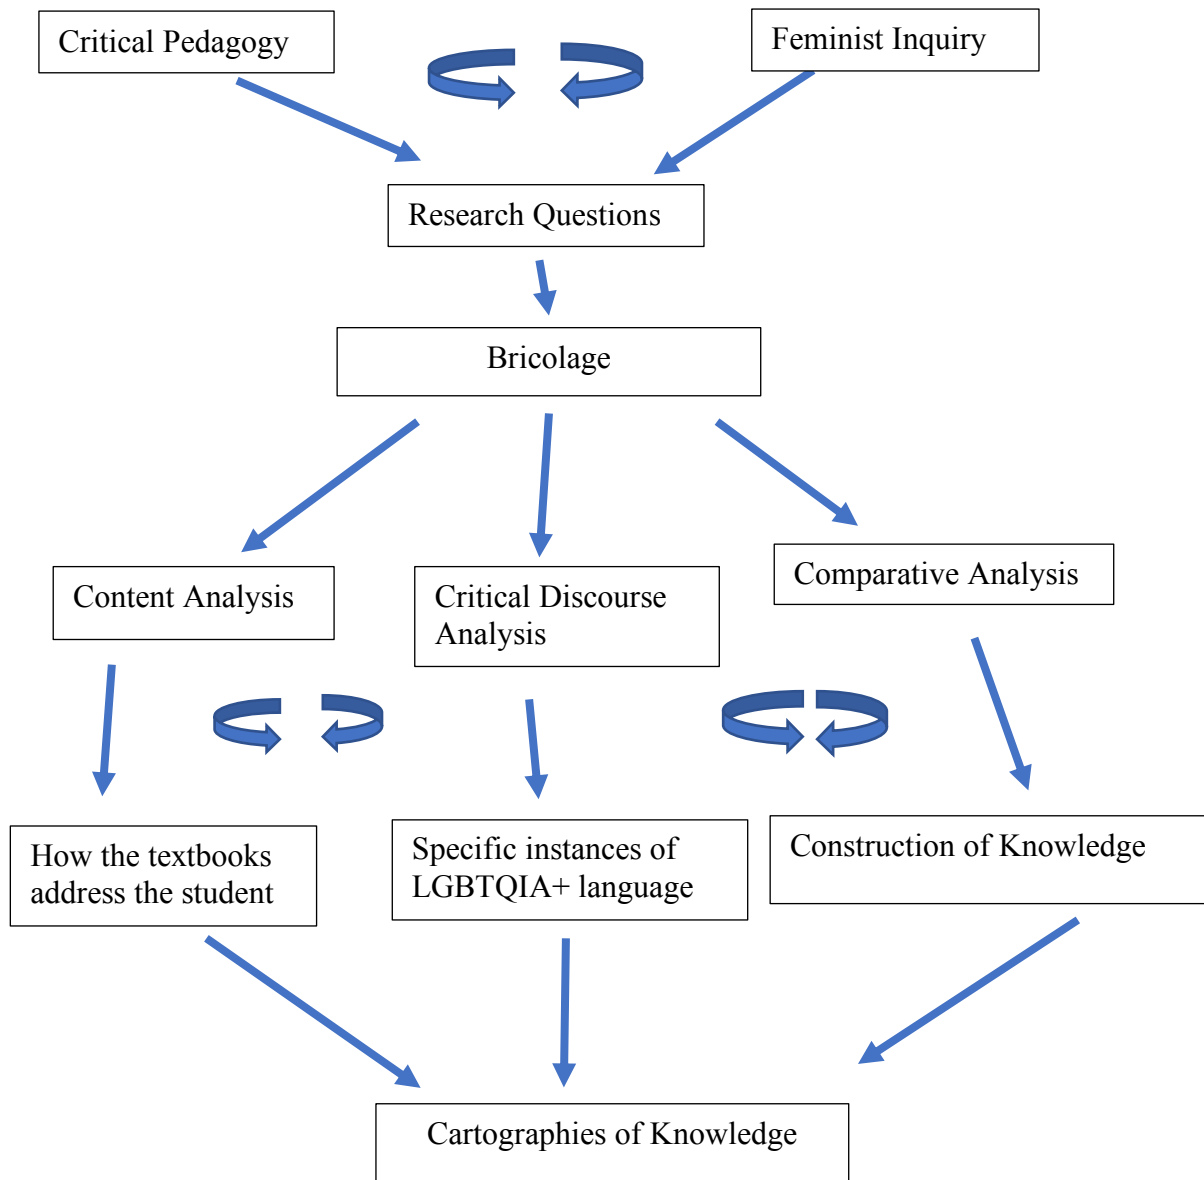 Critical Pedagogy
Feminist Inquiry
Research Questions
Bricolage
Content Analysis
Critical Discourse
Analysis
Comparative Analysis
How the textbooks
address the student
Specific instances of
LGBTQIA+ language
Construction of Knowledge
Cartographies of Knowledge